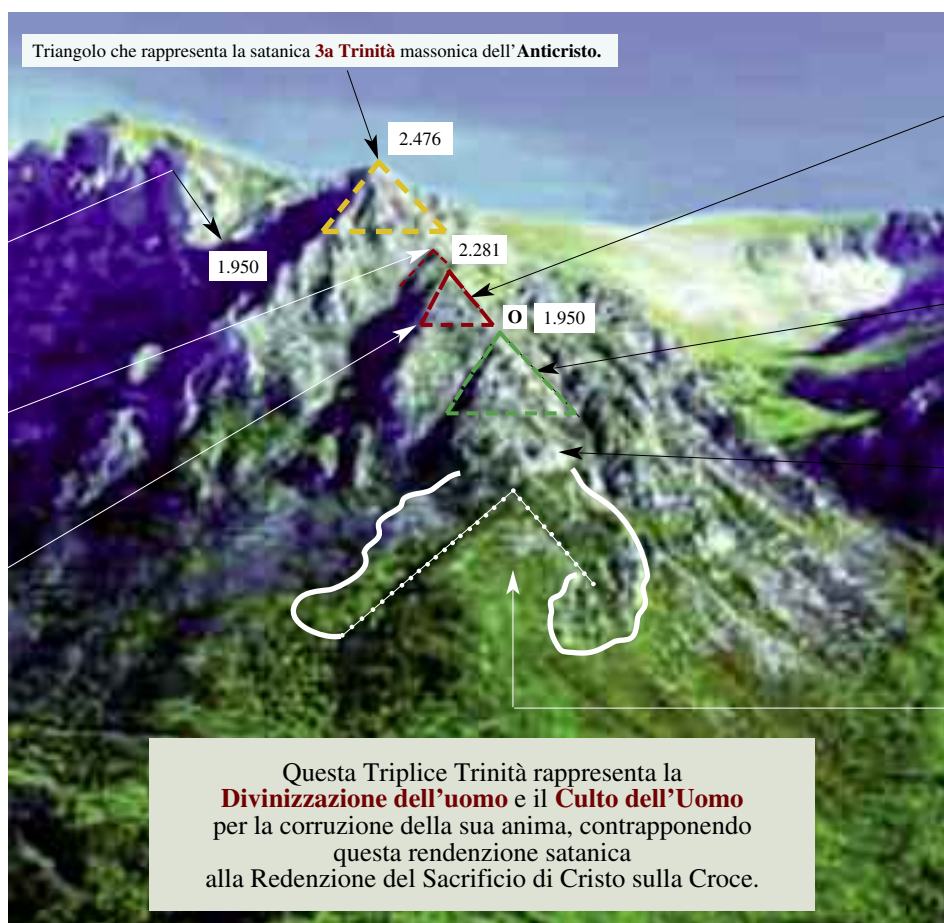 Triangolo che rappresenta la satanica 3a Trinità massonica dell’Anticristo.
2.476
2.281
1.950
O 1.950
Questa Triplice Trinità rappresenta la
Divinizzazione dell’uomo e il Culto dell’Uomo
per la corruzione della sua anima, contrapponendo
questa rendenzione satanica
alla Redenzione del Sacrificio di Cristo sulla Croce.